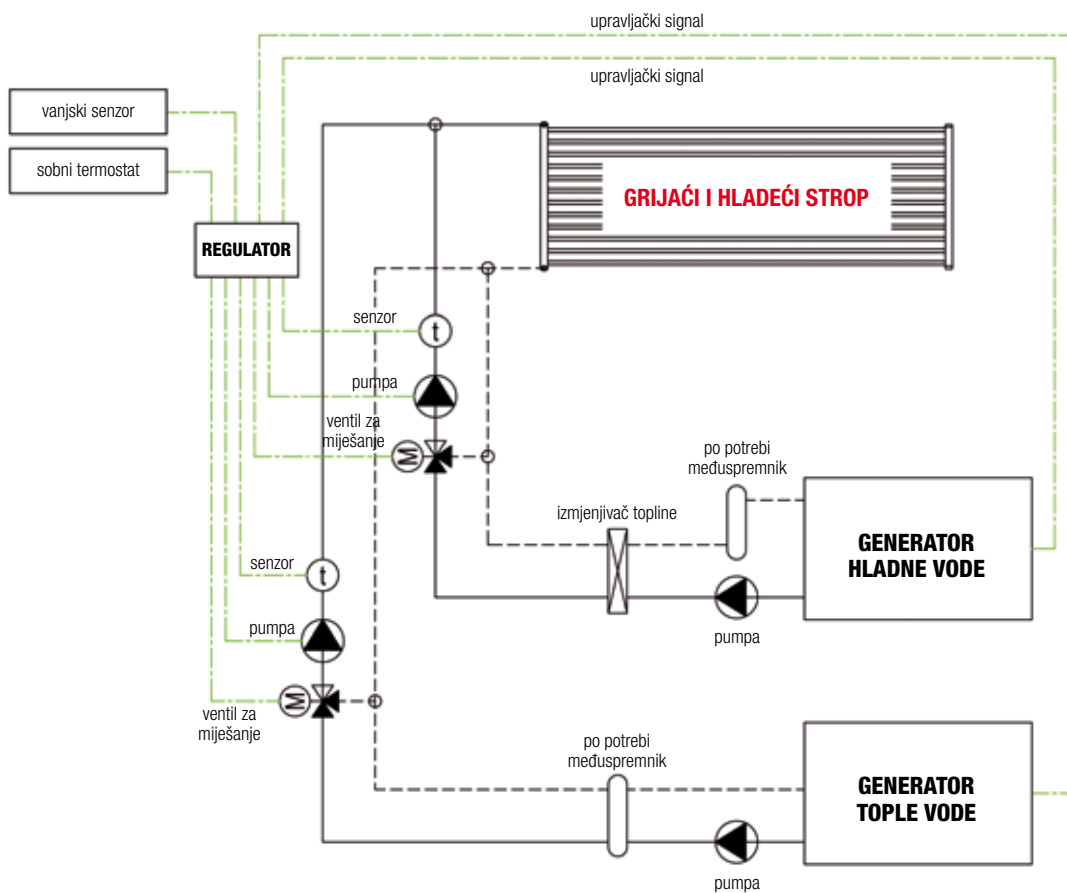 upravljački signal
upravljački signal
vanjski senzor
sobni termostat
REGULATOR
GRIJAĆI I HLADEĆI STROP
senzor
t
pumpa
ventil za
miješanje
M
po potrebi
međuspremnik
izmjenjivač topline
GENERATOR
HLADNE VODE
pumpa
senzor
t
pumpa
M
ventil za
miješanje
po potrebi
međuspremnik
GENERATOR
TOPLE VODE
pumpa